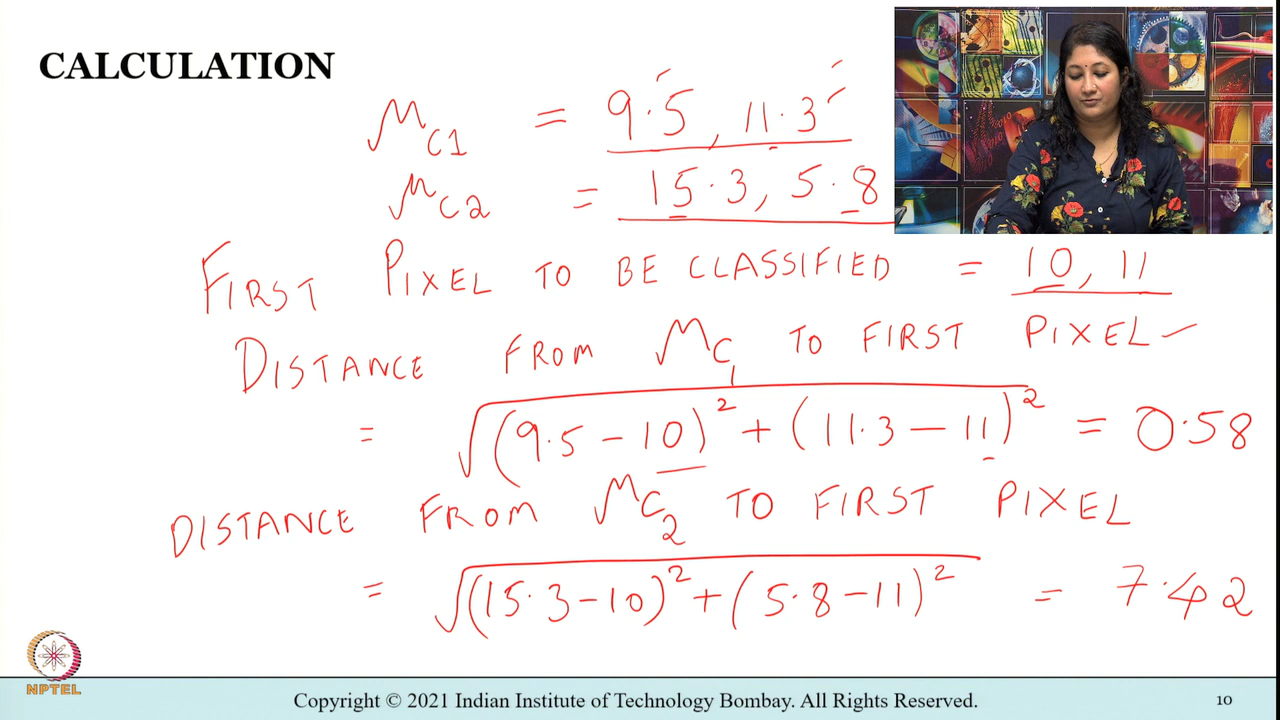 CALCULATION
μC1 = 9.5, 11.3
μC2 = 15.3, 5.8
FIRST PIXEL TO BE CLASSIFIED = 10, 11
DISTANCE FROM μC1 TO FIRST PIXEL
= √(9.5 – 10)² + (11.3 – 11)² = 0.58
DISTANCE FROM μC2 TO FIRST PIXEL
= √(15.3 – 10)² + (5.8 – 11)² = 7.42
NPTEL
Copyright © 2021 Indian Institute of Technology Bombay. All Rights Reserved.
10